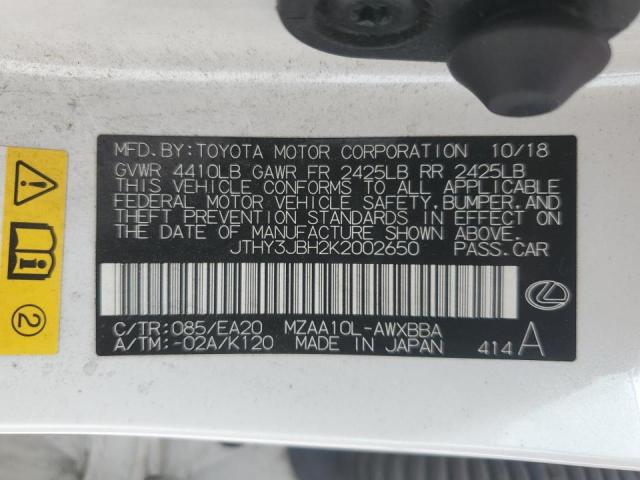 MFD.BY:TOYOTA MOTOR CORPORATION 10/18
GVWR 4410LB GAWR FR 2425LB RR 2425LB
THIS VEHICLE CONFORMS TO ALL APPLICABLE
FEDERAL MOTOR VEHICLE SAFETY,BUMPER,AND
THEFT PREVENTION STANDARDS IN EFFECT ON
THE DATE OF MANUFACTURE SHOWN ABOVE.
JTHY3JBH2K2002650 PASS.CAR
C/TR:085/EA20 MZAA10L-AWXBBA
A/TM:-02A/K120 MADE IN JAPAN 414 A
2